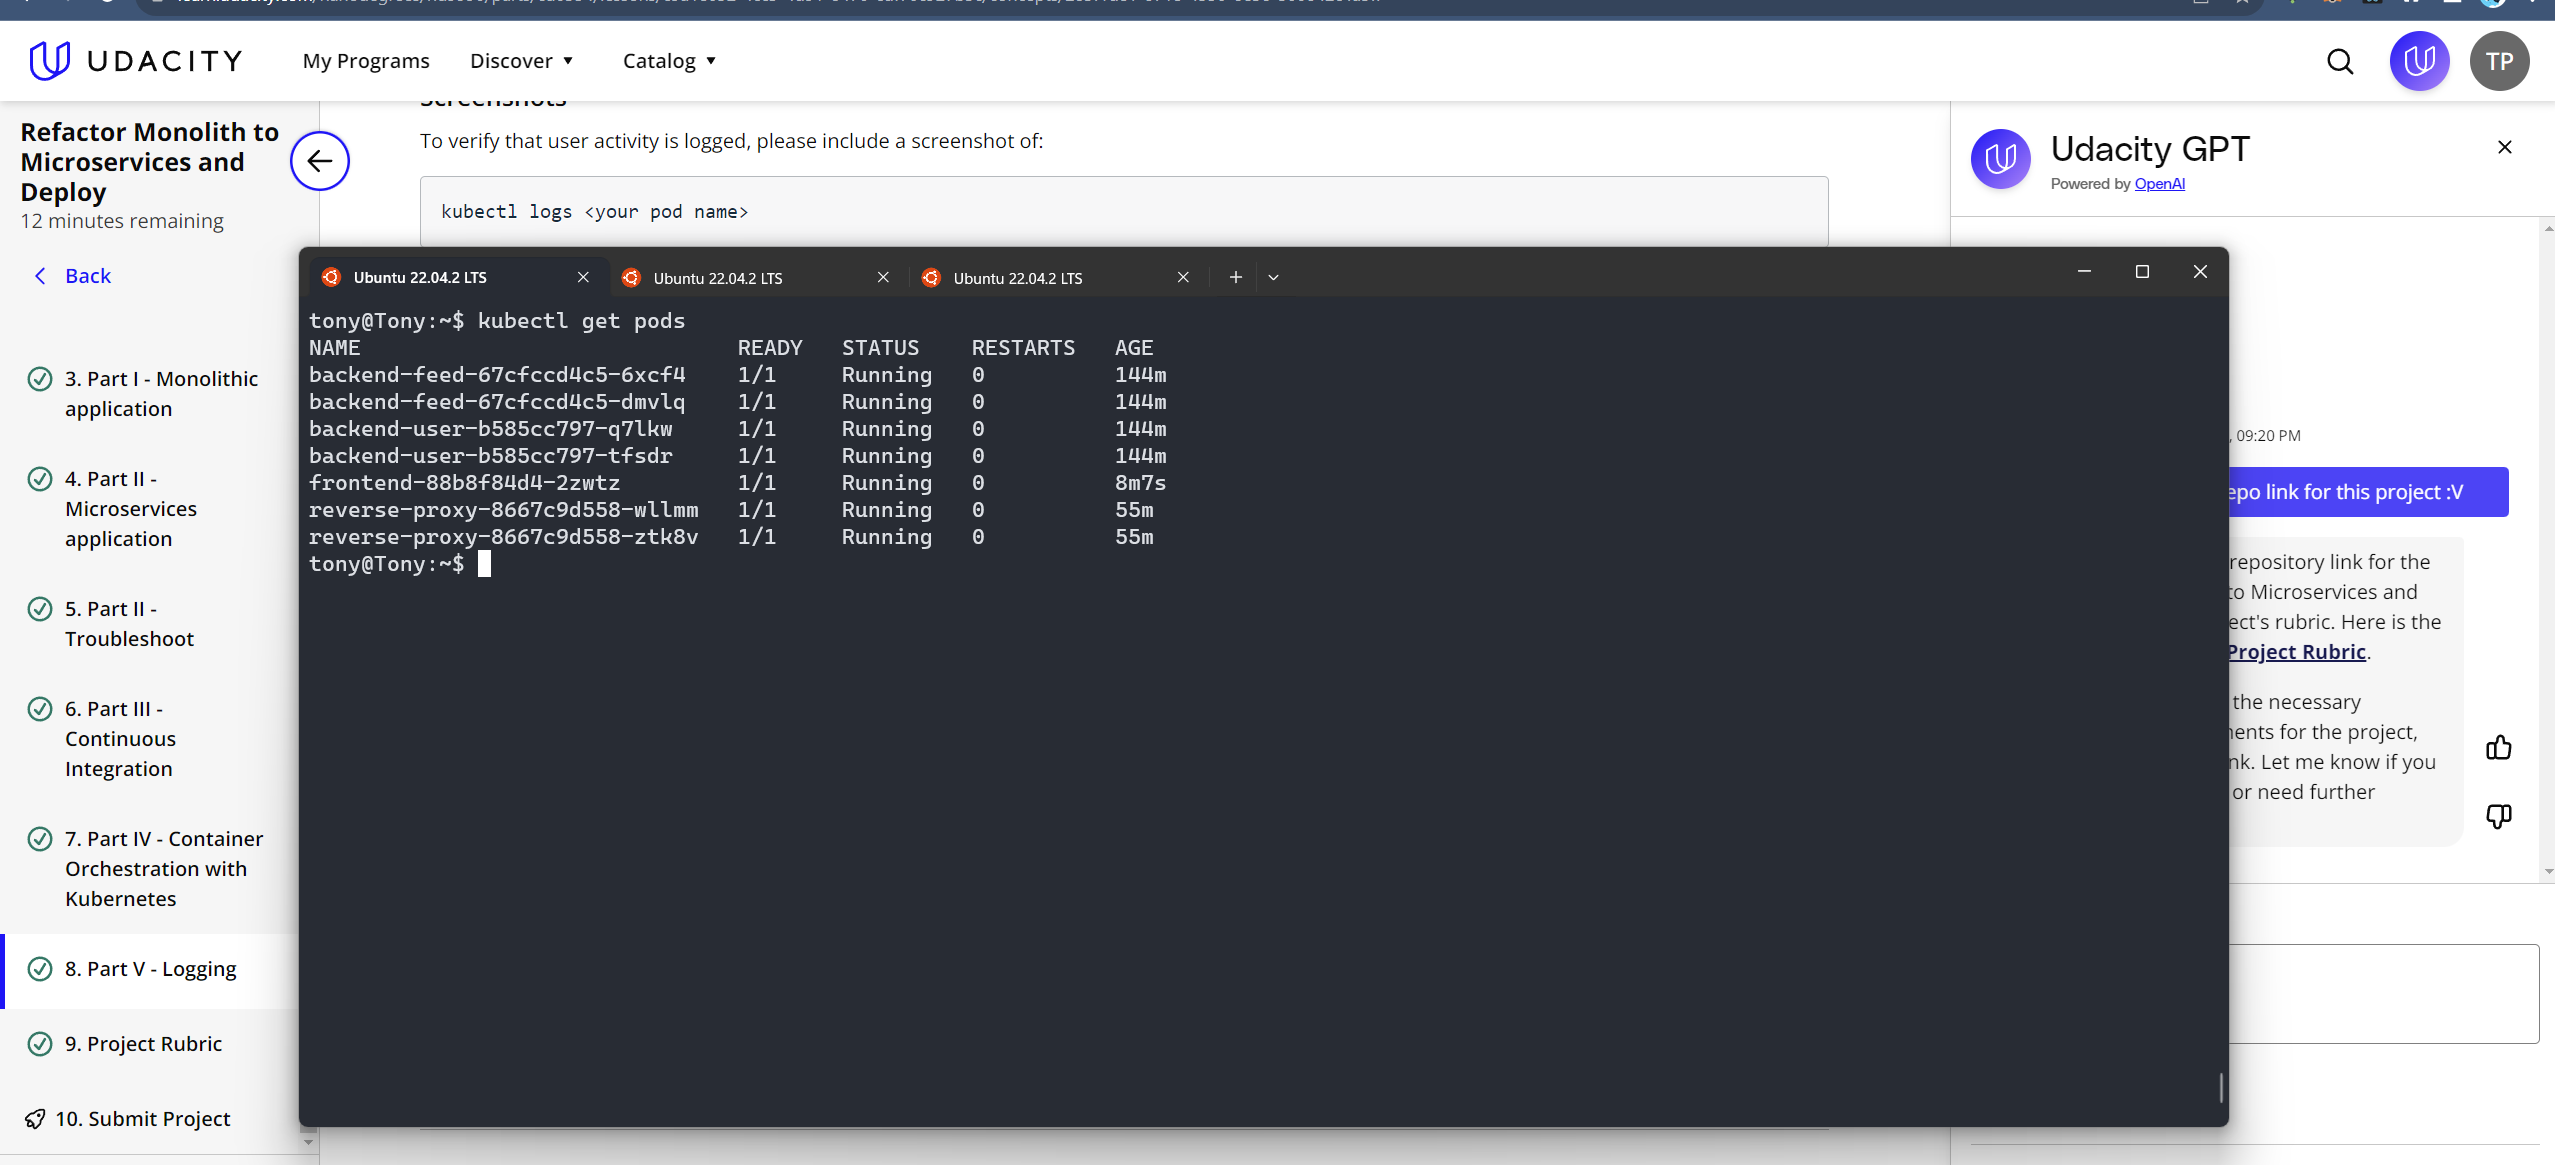 UDACITY
My Programs
Discover ▼
Catalog ▼
TP
Refactor Monolith to
Microservices and
Deploy
12 minutes remaining
Back
3. Part I - Monolithic
application
4. Part II -
Microservices
application
5. Part II -
Troubleshoot
6. Part III -
Continuous
Integration
7. Part IV - Container
Orchestration with
Kubernetes
8. Part V - Logging
9. Project Rubric
10. Submit Project
Screenshots
To verify that user activity is logged, please include a screenshot of:
kubectl logs <your pod name>
Ubuntu 22.04.2 LTS
Ubuntu 22.04.2 LTS
Ubuntu 22.04.2 LTS
tony@Tony:~$ kubectl get pods
NAME READY STATUS RESTARTS AGE
backend-feed-67cfccd4c5-6xcf4 1/1 Running 0 144m
backend-feed-67cfccd4c5-dmvlq 1/1 Running 0 144m
backend-user-b585cc797-q7lkw 1/1 Running 0 144m
backend-user-b585cc797-tfsdr 1/1 Running 0 144m
frontend-88b8f84d4-2zwtz 1/1 Running 0 8m7s
reverse-proxy-8667c9d558-wllmm 1/1 Running 0 55m
reverse-proxy-8667c9d558-ztk8v 1/1 Running 0 55m
tony@Tony:~$
Udacity GPT
Powered by OpenAI
, 09:20 PM
epo link for this project :V
repository link for the
to Microservices and
ect's rubric. Here is the
Project Rubric.
the necessary
ents for the project,
nk. Let me know if you
or need further